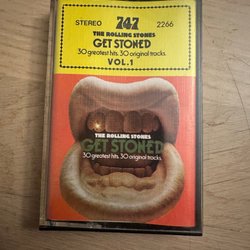 STEREO 747 2266
THE ROLLING STONES
GET STONED
30 greatest hits. 30 original tracks.
VOL.1
THE ROLLING STONES
GET STONED
30 greatest hits. 30 original tracks.